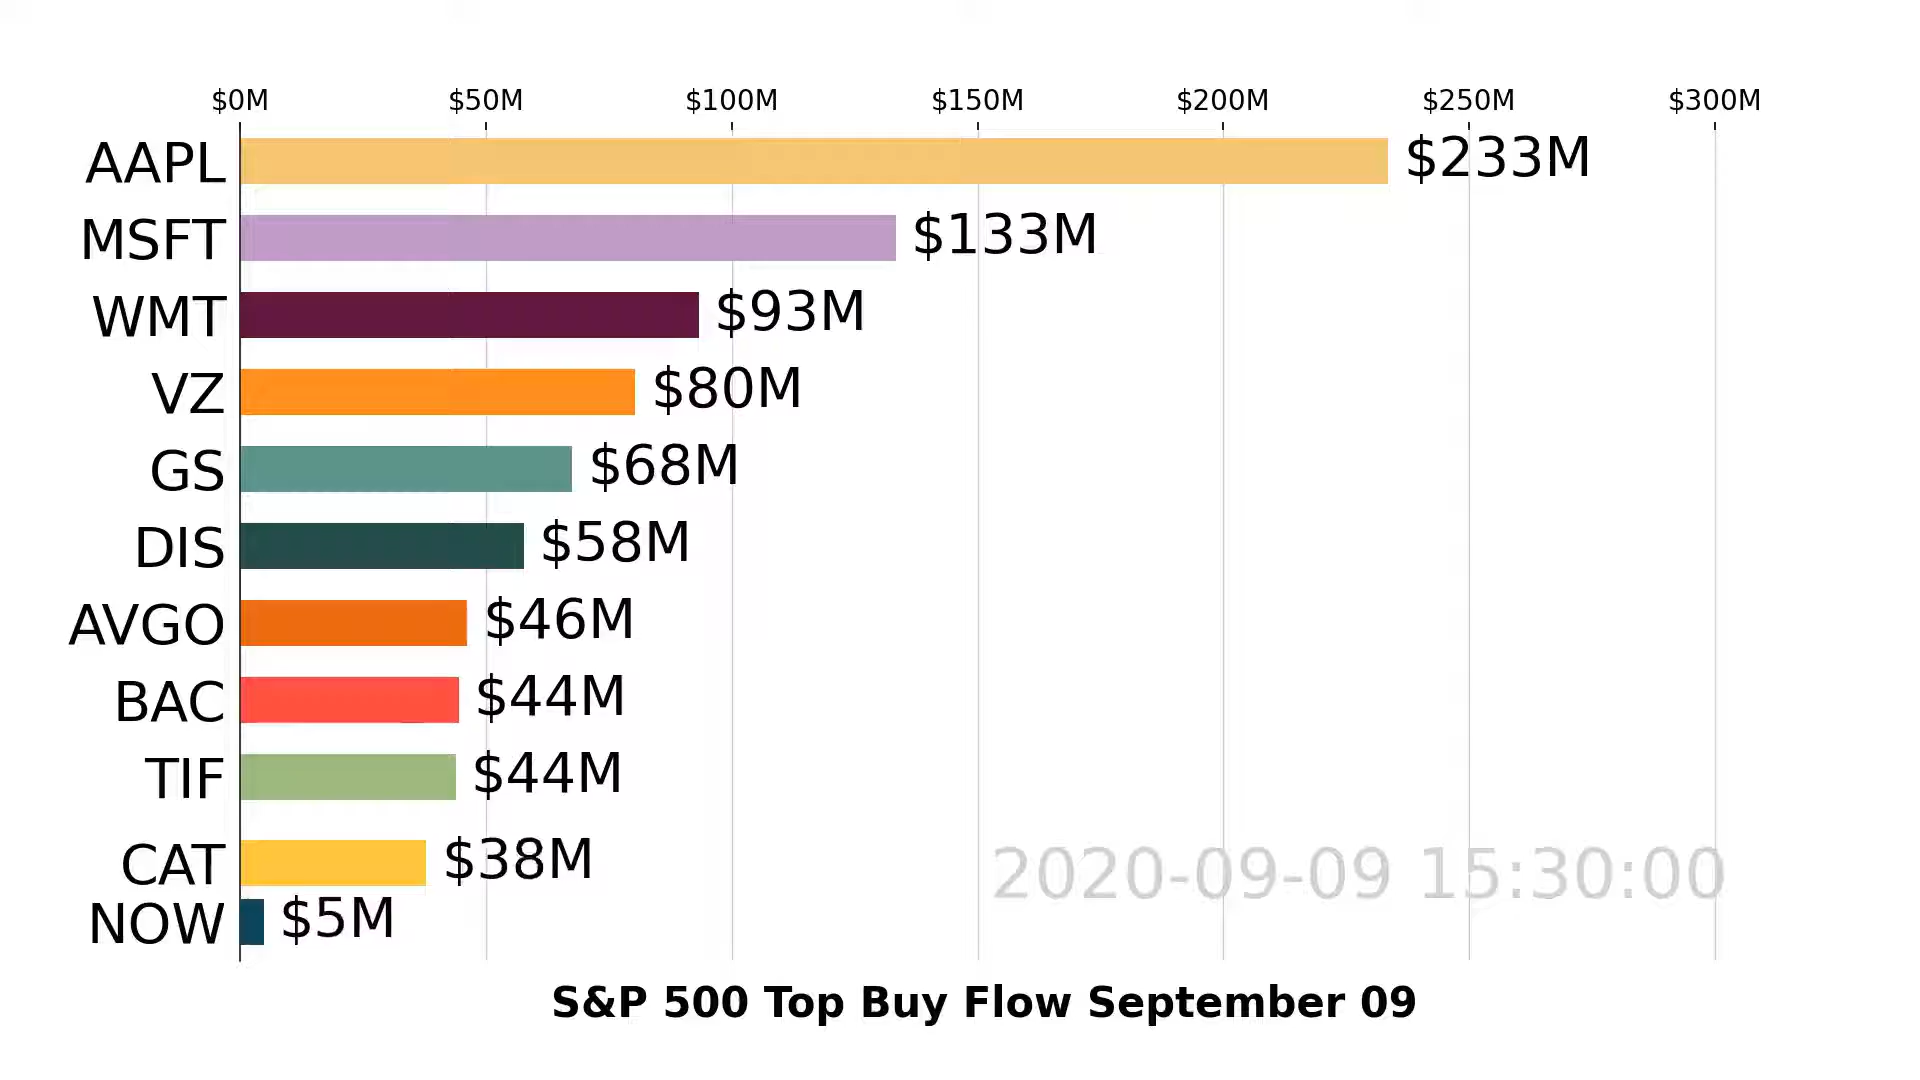 $0M $50M $100M $150M $200M $250M $300M
AAPL $233M
MSFT $133M
WMT $93M
VZ $80M
GS $68M
DIS $58M
AVGO $46M
BAC $44M
TIF $44M
CAT $38M
2020-09-09 15:30:00
NOW $5M
S&P 500 Top Buy Flow September 09